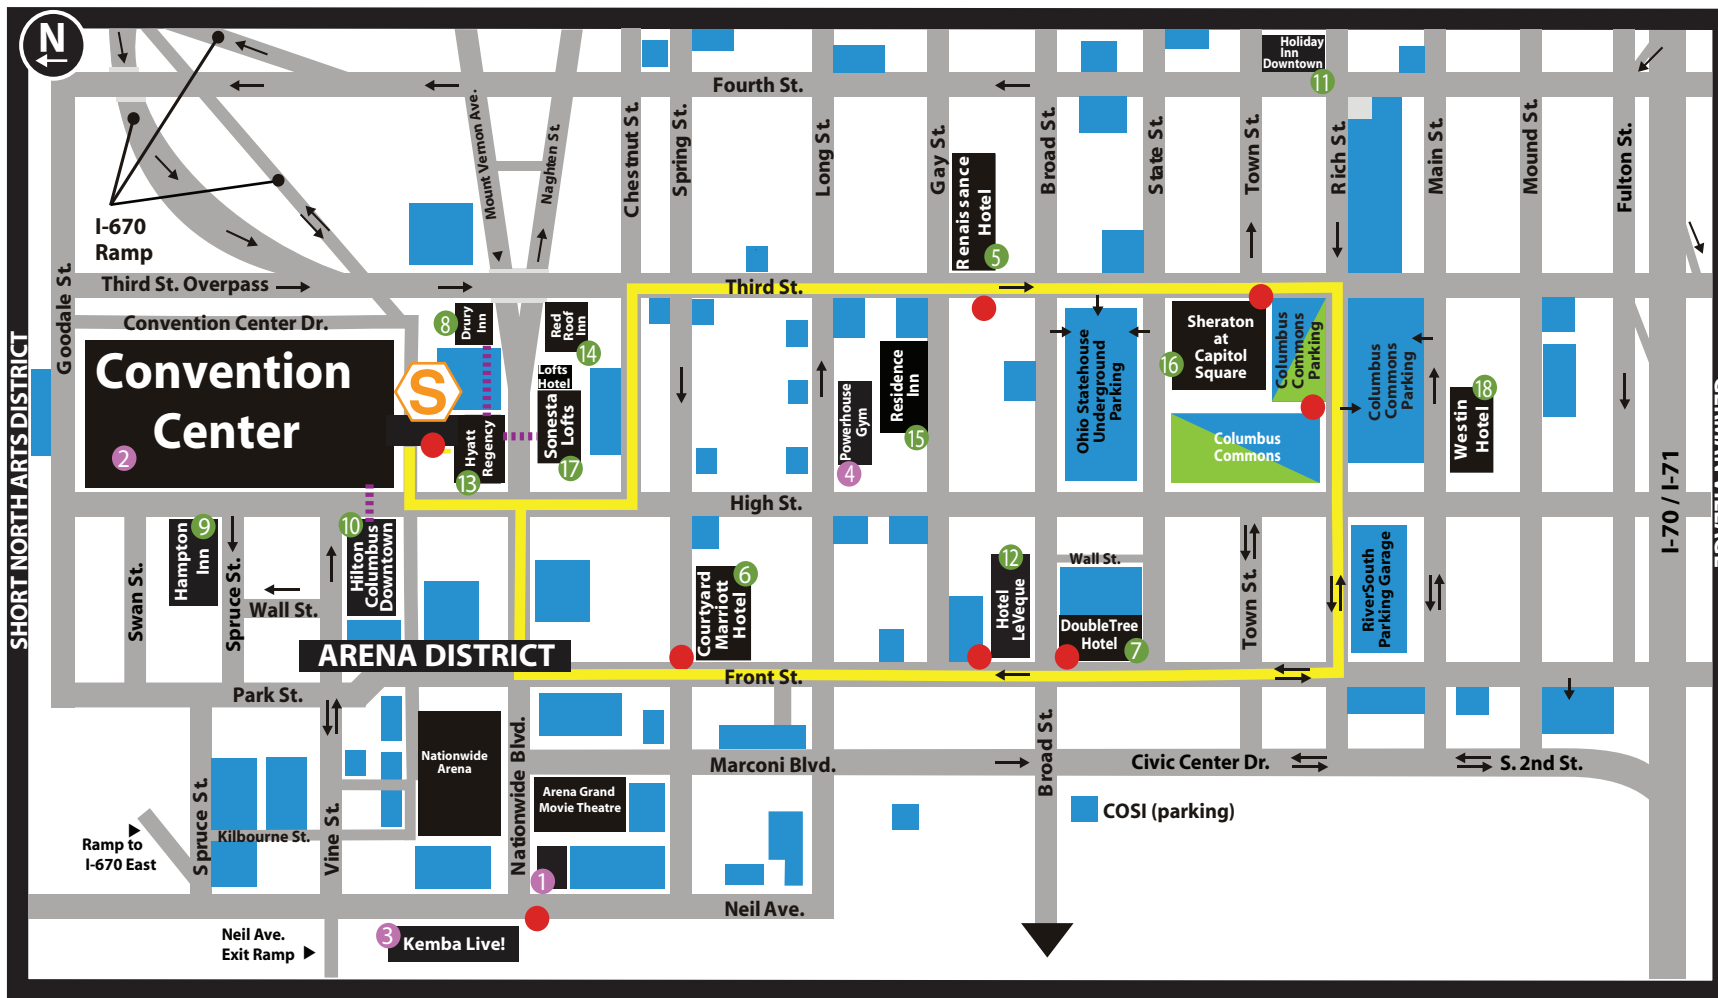 N
Fourth St.
Holiday
Inn
Downtown
11
I-670
Ramp
Mount Vernon Ave.
Naghten St.
Chestnut St.
Spring St.
Long St.
Gay St.
Renaissance
Hotel
5
Broad St.
State St.
Town St.
Rich St.
Main St.
Mound St.
Fulton St.
Goodale St.
Third St. Overpass
Third St.
Convention Center Dr.
8
Drury
Inn
Red
Roof
Inn
14
Convention
Center
2
S
Hyatt
Regency
13
Lofts
Hotel
Sonesta
Lofts
17
Powerhouse
Gym
4
Residence
Inn
15
Ohio Statehouse
Underground
Parking
Sheraton
at
Capitol
Square
16
Columbus
Commons
Parking
Columbus
Commons
Columbus
Commons
Parking
Westin
Hotel
18
I-70 / I-71
SHORT NORTH ARTS DISTRICT
High St.
Swan St.
Hampton
Inn
9
Spruce St.
Wall St.
10
Hilton
Columbus
Downtown
ARENA DISTRICT
Courtyard
Marriott
Hotel
6
12
Hotel
LeVeque
Wall St.
DoubleTree
Hotel
7
Town St.
RiverSouth
Parking Garage
Front St.
Park St.
Nationwide
Arena
Nationwide Blvd.
Marconi Blvd.
Broad St.
Civic Center Dr.
S. 2nd St.
Arena Grand
Movie Theatre
COSI (parking)
Spruce St.
Kilbourne St.
Vine St.
Ramp to
I-670 East
1
Neil Ave.
Neil Ave.
Exit Ramp
3
Kemba Live!